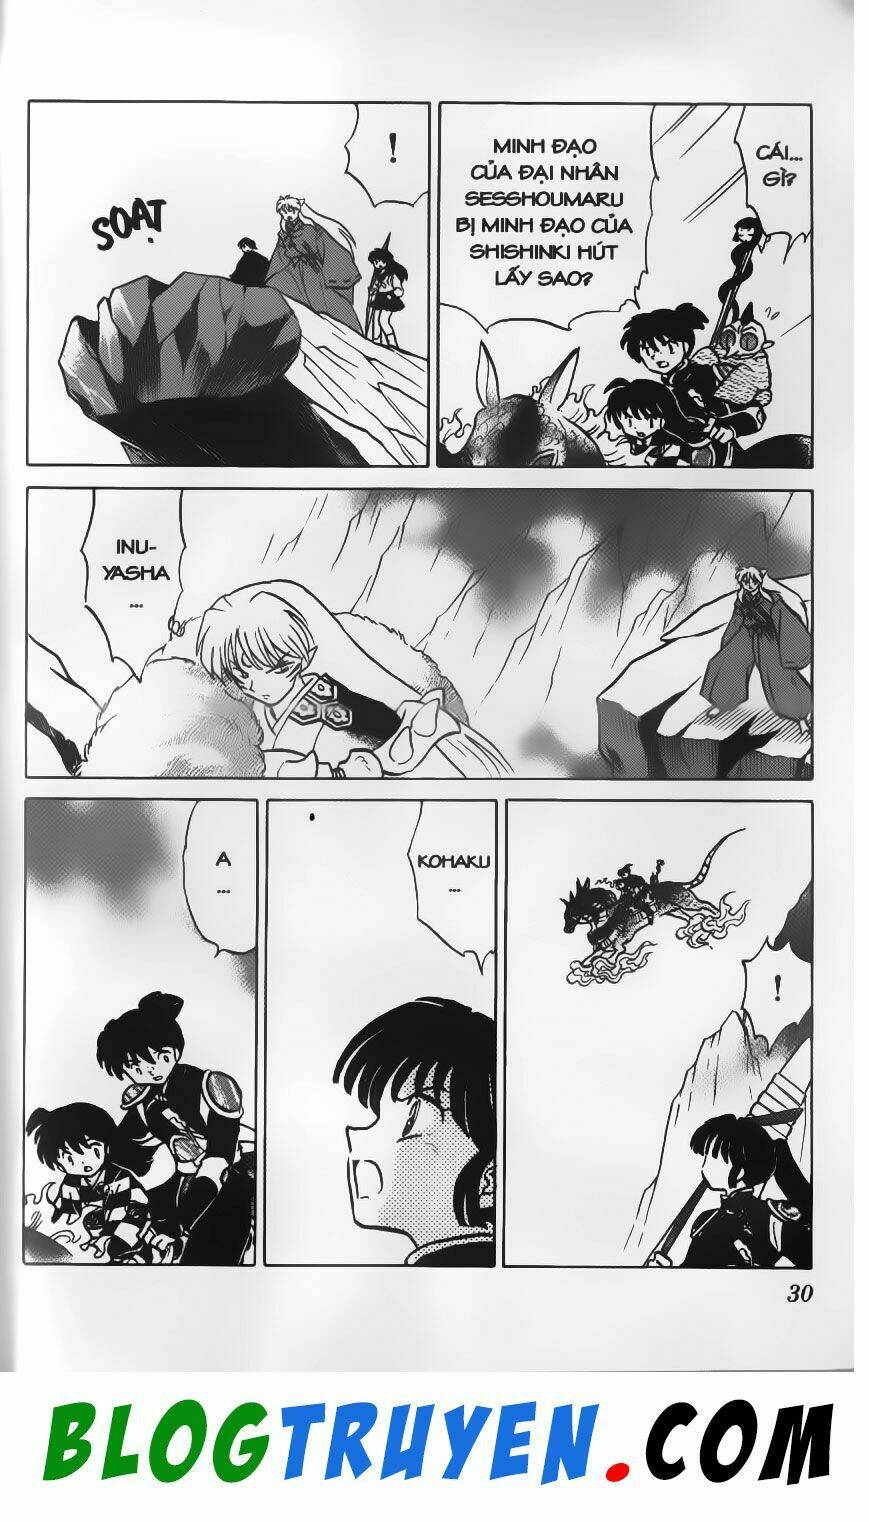 CÁI...
GÌ?
MINH ĐẠO
CỦA ĐẠI NHÂN
SESSHOUMARU
BỊ MINH ĐẠO CỦA
SHISHINKI HÚT
LẤY SAO?
!
SOẠT
INU-
YASHA
...
!
KOHAKU
...
A
...
30
BLOGTRUYEN.COM